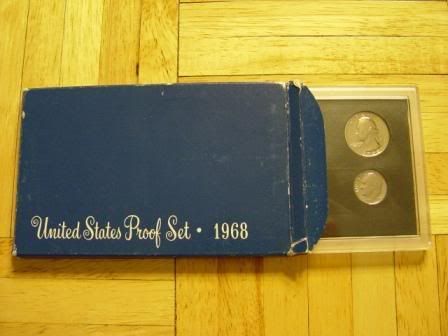 United States Proof Set · 1968